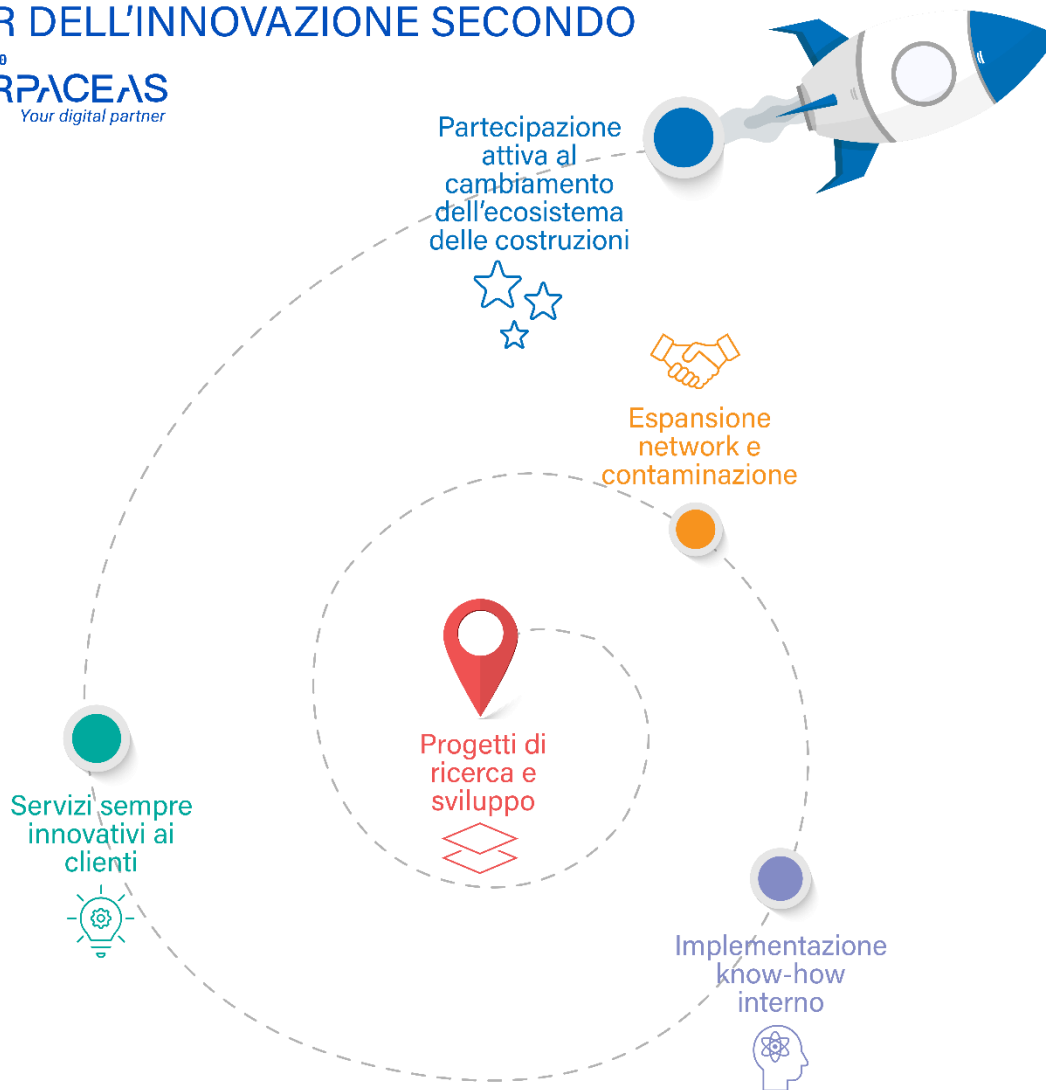 R DELL'INNOVAZIONE SECONDO
RPACEAS
Your digital partner
Partecipazione
attiva al
cambiamento
dell'ecosistema
delle costruzioni
Espansione
network e
contaminazione
Progetti di
ricerca e
sviluppo
Servizi sempre
innovativi ai
clienti
Implementazione
know-how
interno